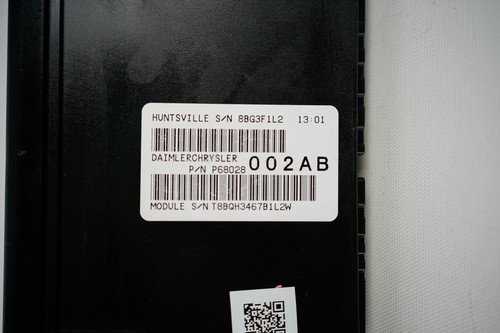 HUNTSVILLE S/N 8BG3F1L2 13:01
DAIMLERCHRYSLER
P/N P68028 002AB
MODULE S/N T8BQH3467B1L2W